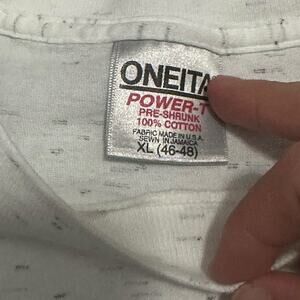 ONEITA
POWER-T
PRE-SHRUNK
100% COTTON
FABRIC MADE IN U.S.A.
SEWN IN JAMAICA
XL (46-48)